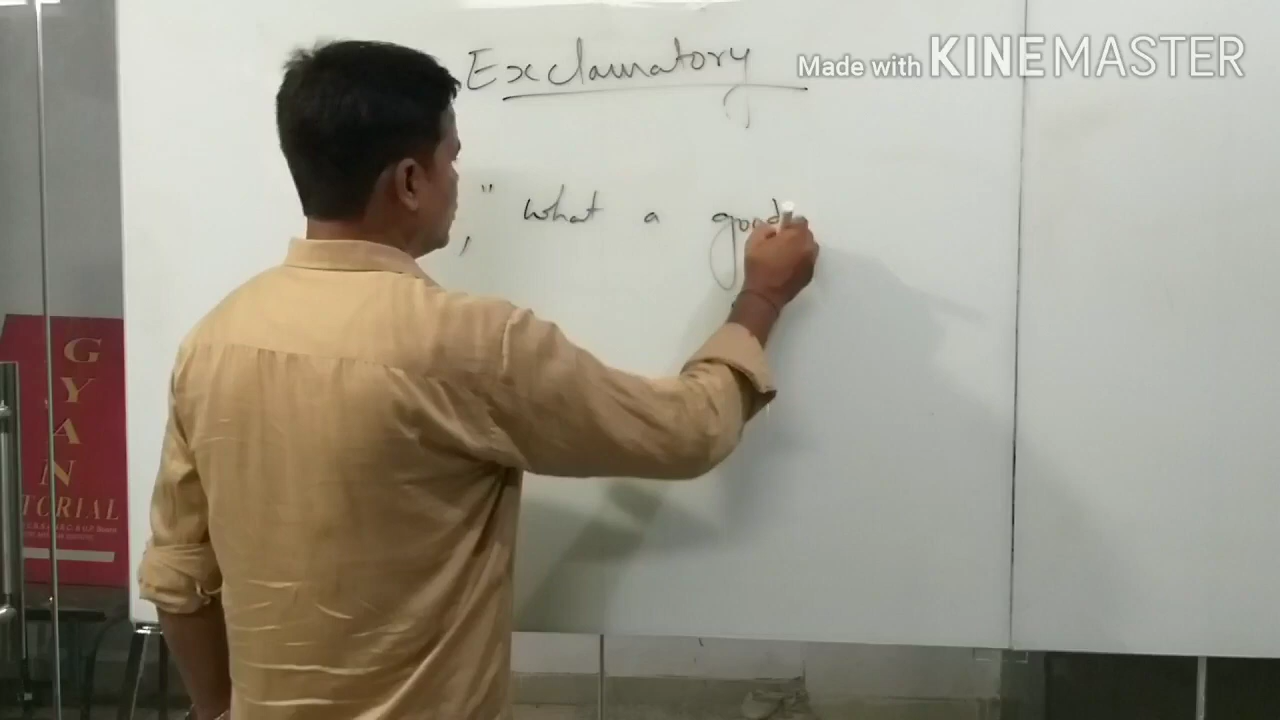 Exclamatory
Made with KINEMASTER
, " what a good
GYAN
TORIAL